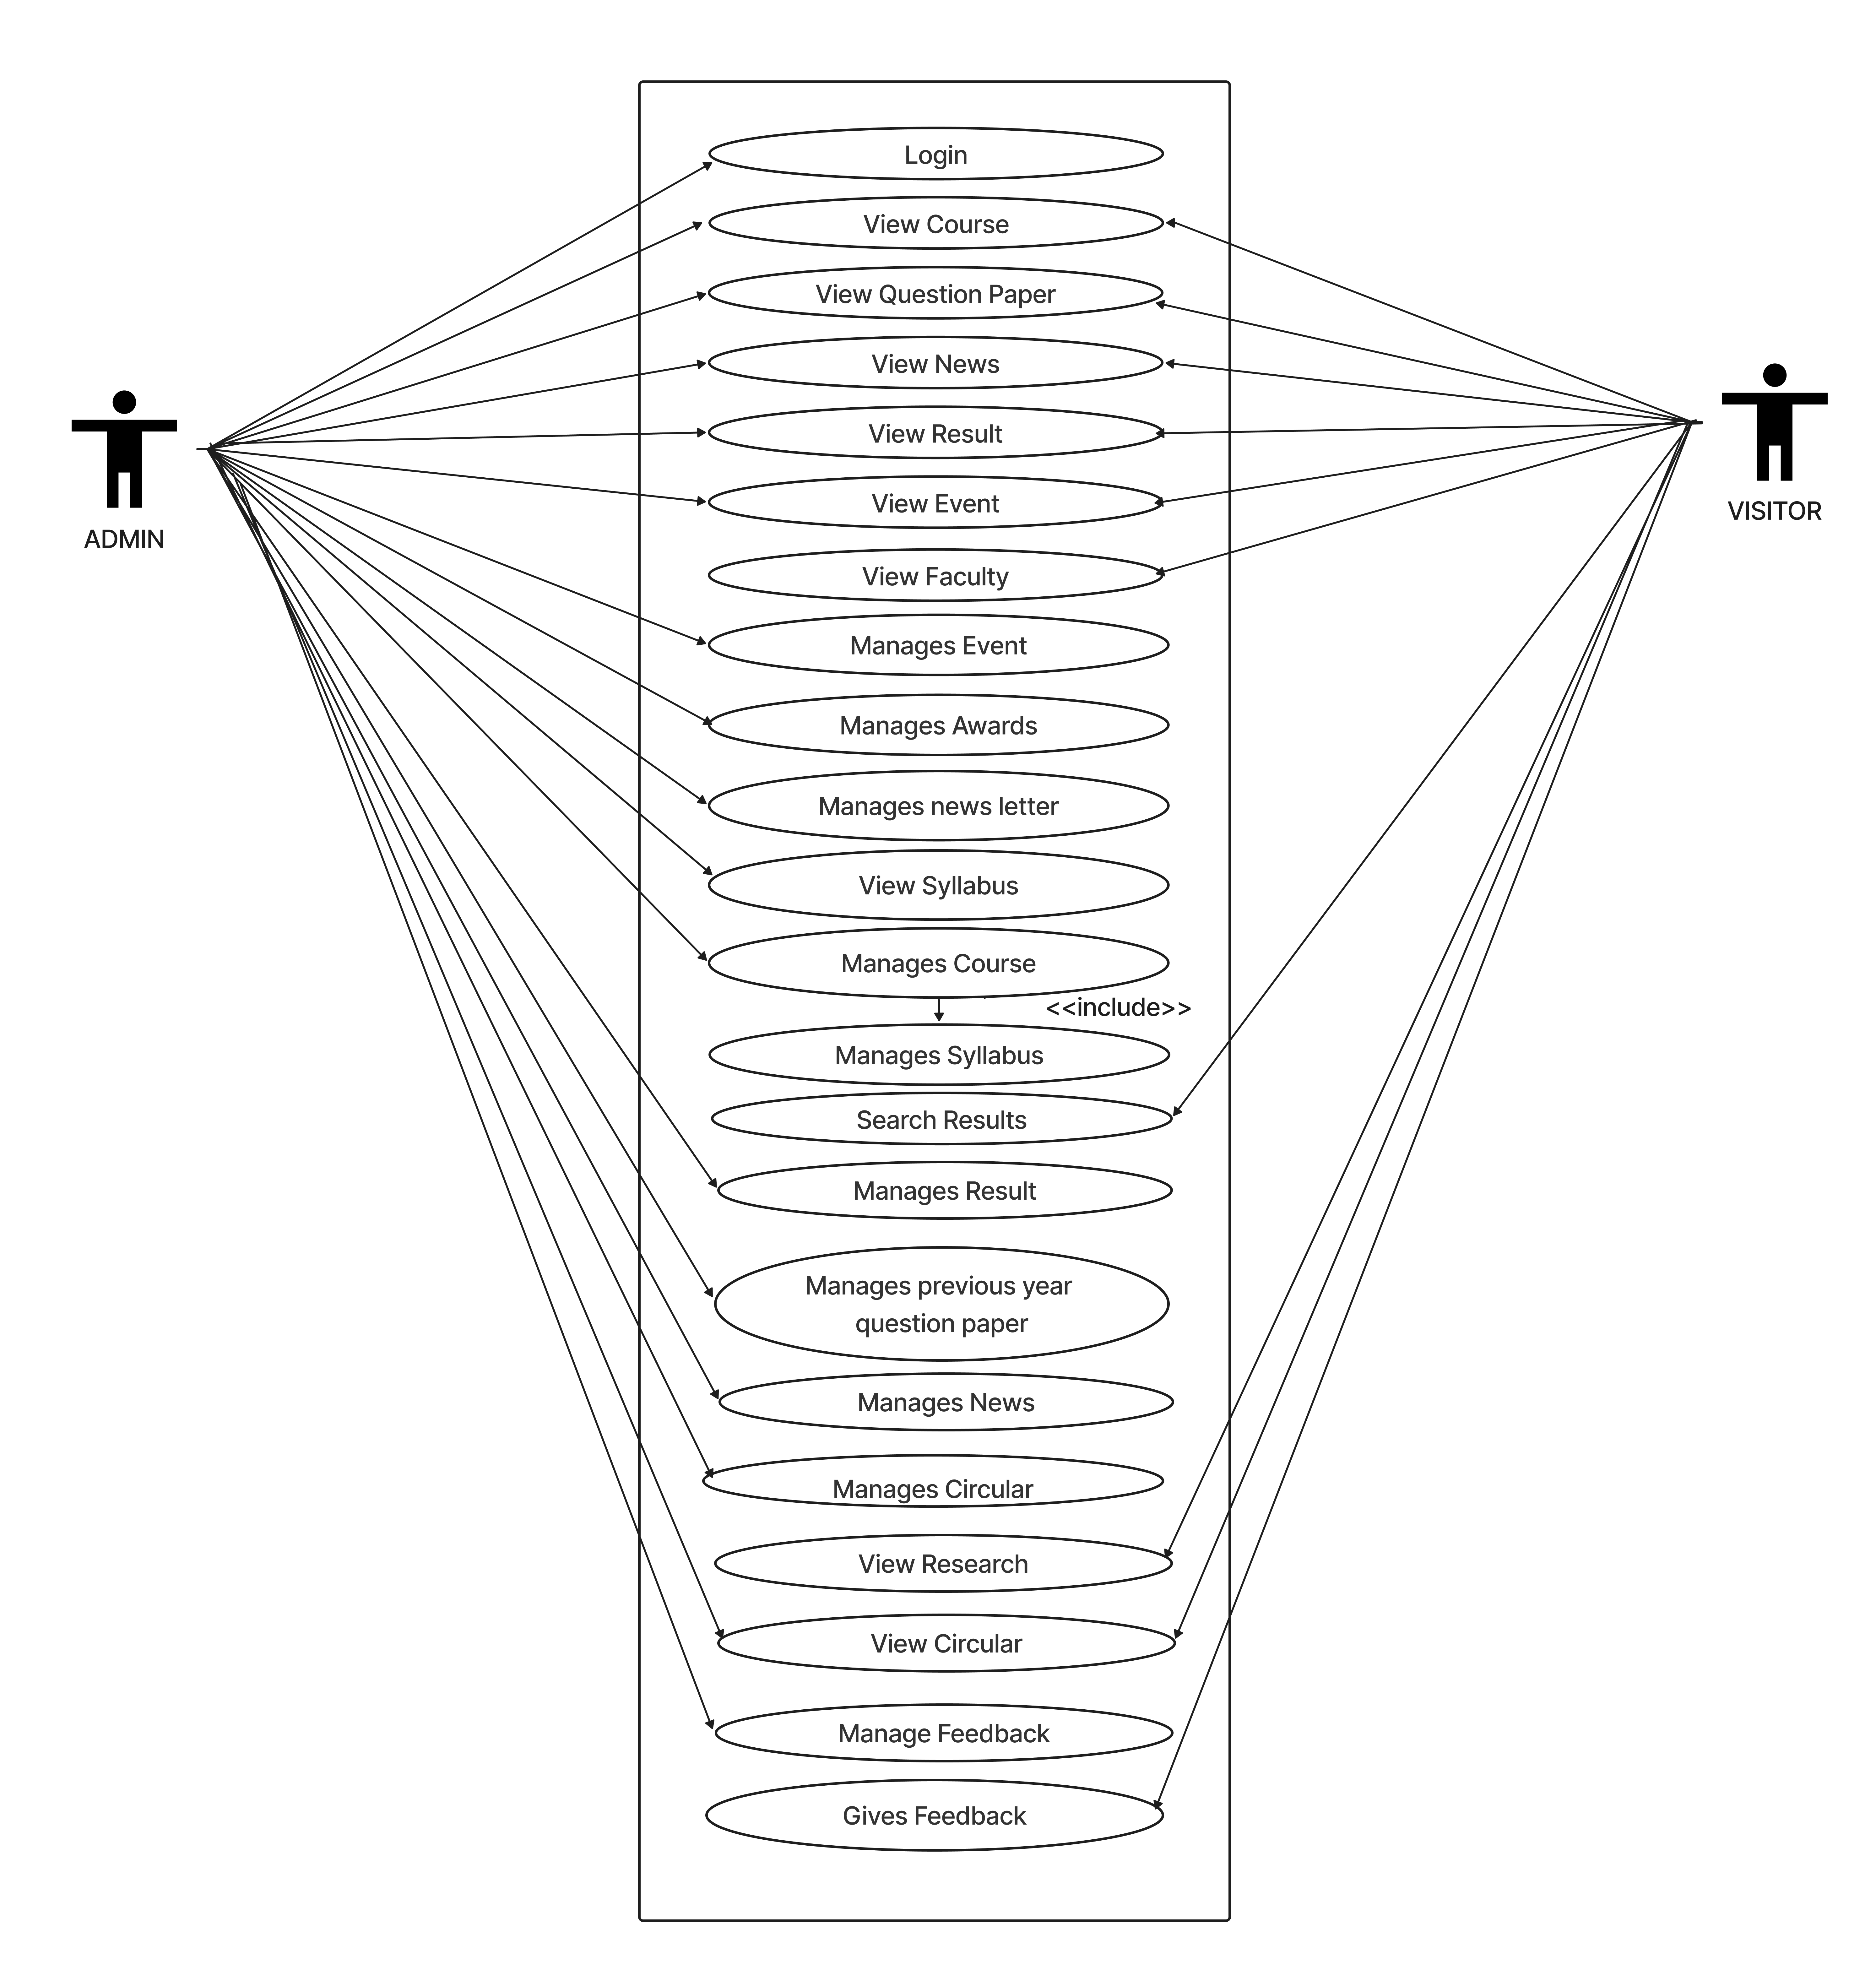 Login
View Course
View Question Paper
View News
View Result
View Event
ADMIN
VISITOR
View Faculty
Manages Event
Manages Awards
Manages news letter
View Syllabus
Manages Course
<<include>>
Manages Syllabus
Search Results
Manages Result
Manages previous year
question paper
Manages News
Manages Circular
View Research
View Circular
Manage Feedback
Gives Feedback